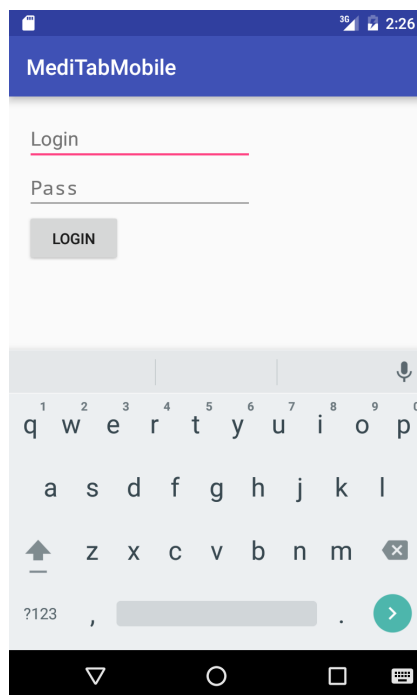 3G 2:26
MediTabMobile
Login
Pass
LOGIN
1 2 3 4 5 6 7 8 9 0
q w e r t y u i o p
a s d f g h j k l
z x c v b n m
?123 , .